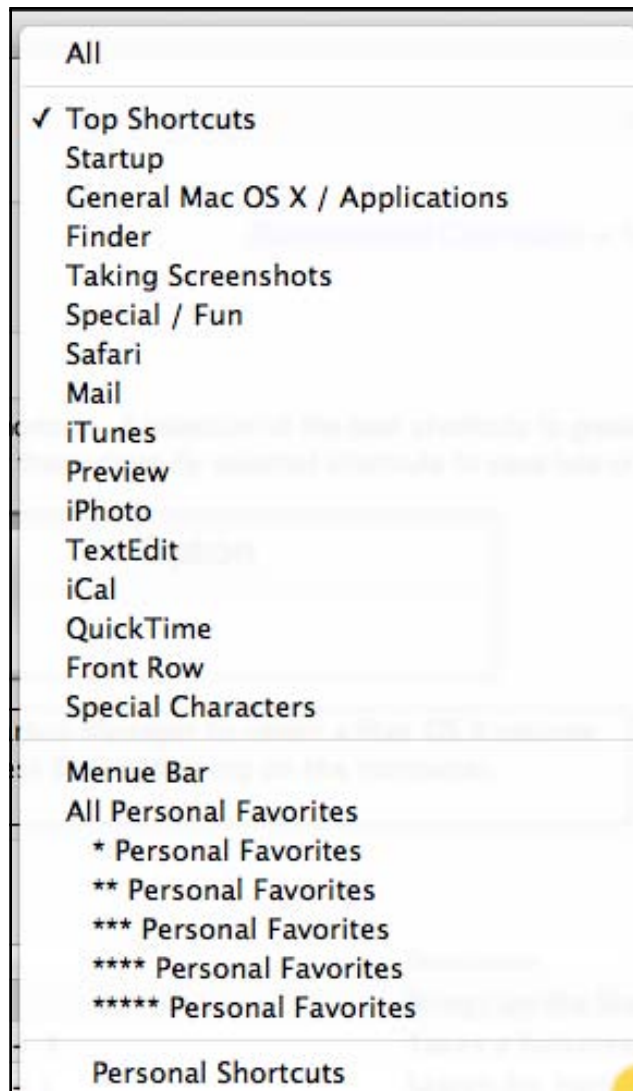 All
✓ Top Shortcuts
Startup
General Mac OS X / Applications
Finder
Taking Screenshots
Special / Fun
Safari
Mail
iTunes
Preview
iPhoto
TextEdit
iCal
QuickTime
Front Row
Special Characters
Menue Bar
All Personal Favorites
* Personal Favorites
** Personal Favorites
*** Personal Favorites
**** Personal Favorites
***** Personal Favorites
Personal Shortcuts